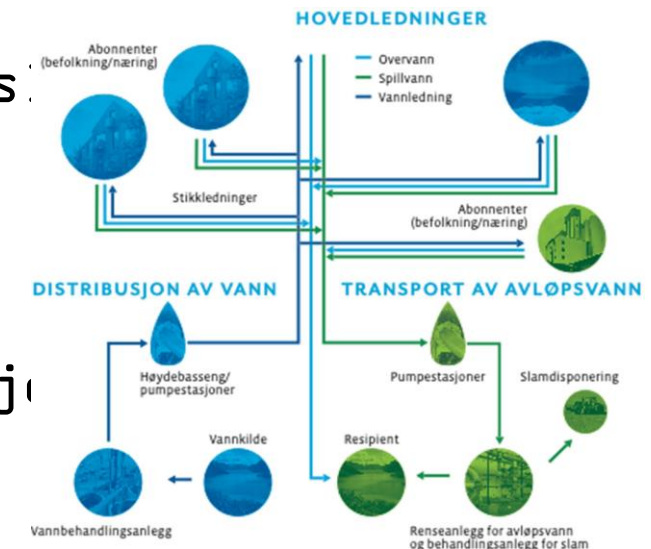 HOVEDLEDNINGER
Abonnenter
(befolkning/næring)
Overvann
Spillvann
Vannledning
Stikkledninger
Abonnenter
(befolkning/næring)
DISTRIBUSJON AV VANN
TRANSPORT AV AVLØPSVANN
Høydebasseng/
pumpestasjoner
Pumpestasjoner
Slamdisponering
Vannkilde
Resipient
Vannbehandlingsanlegg
Renseanlegg for avløpsvann
og behandlingsanlegg for slam